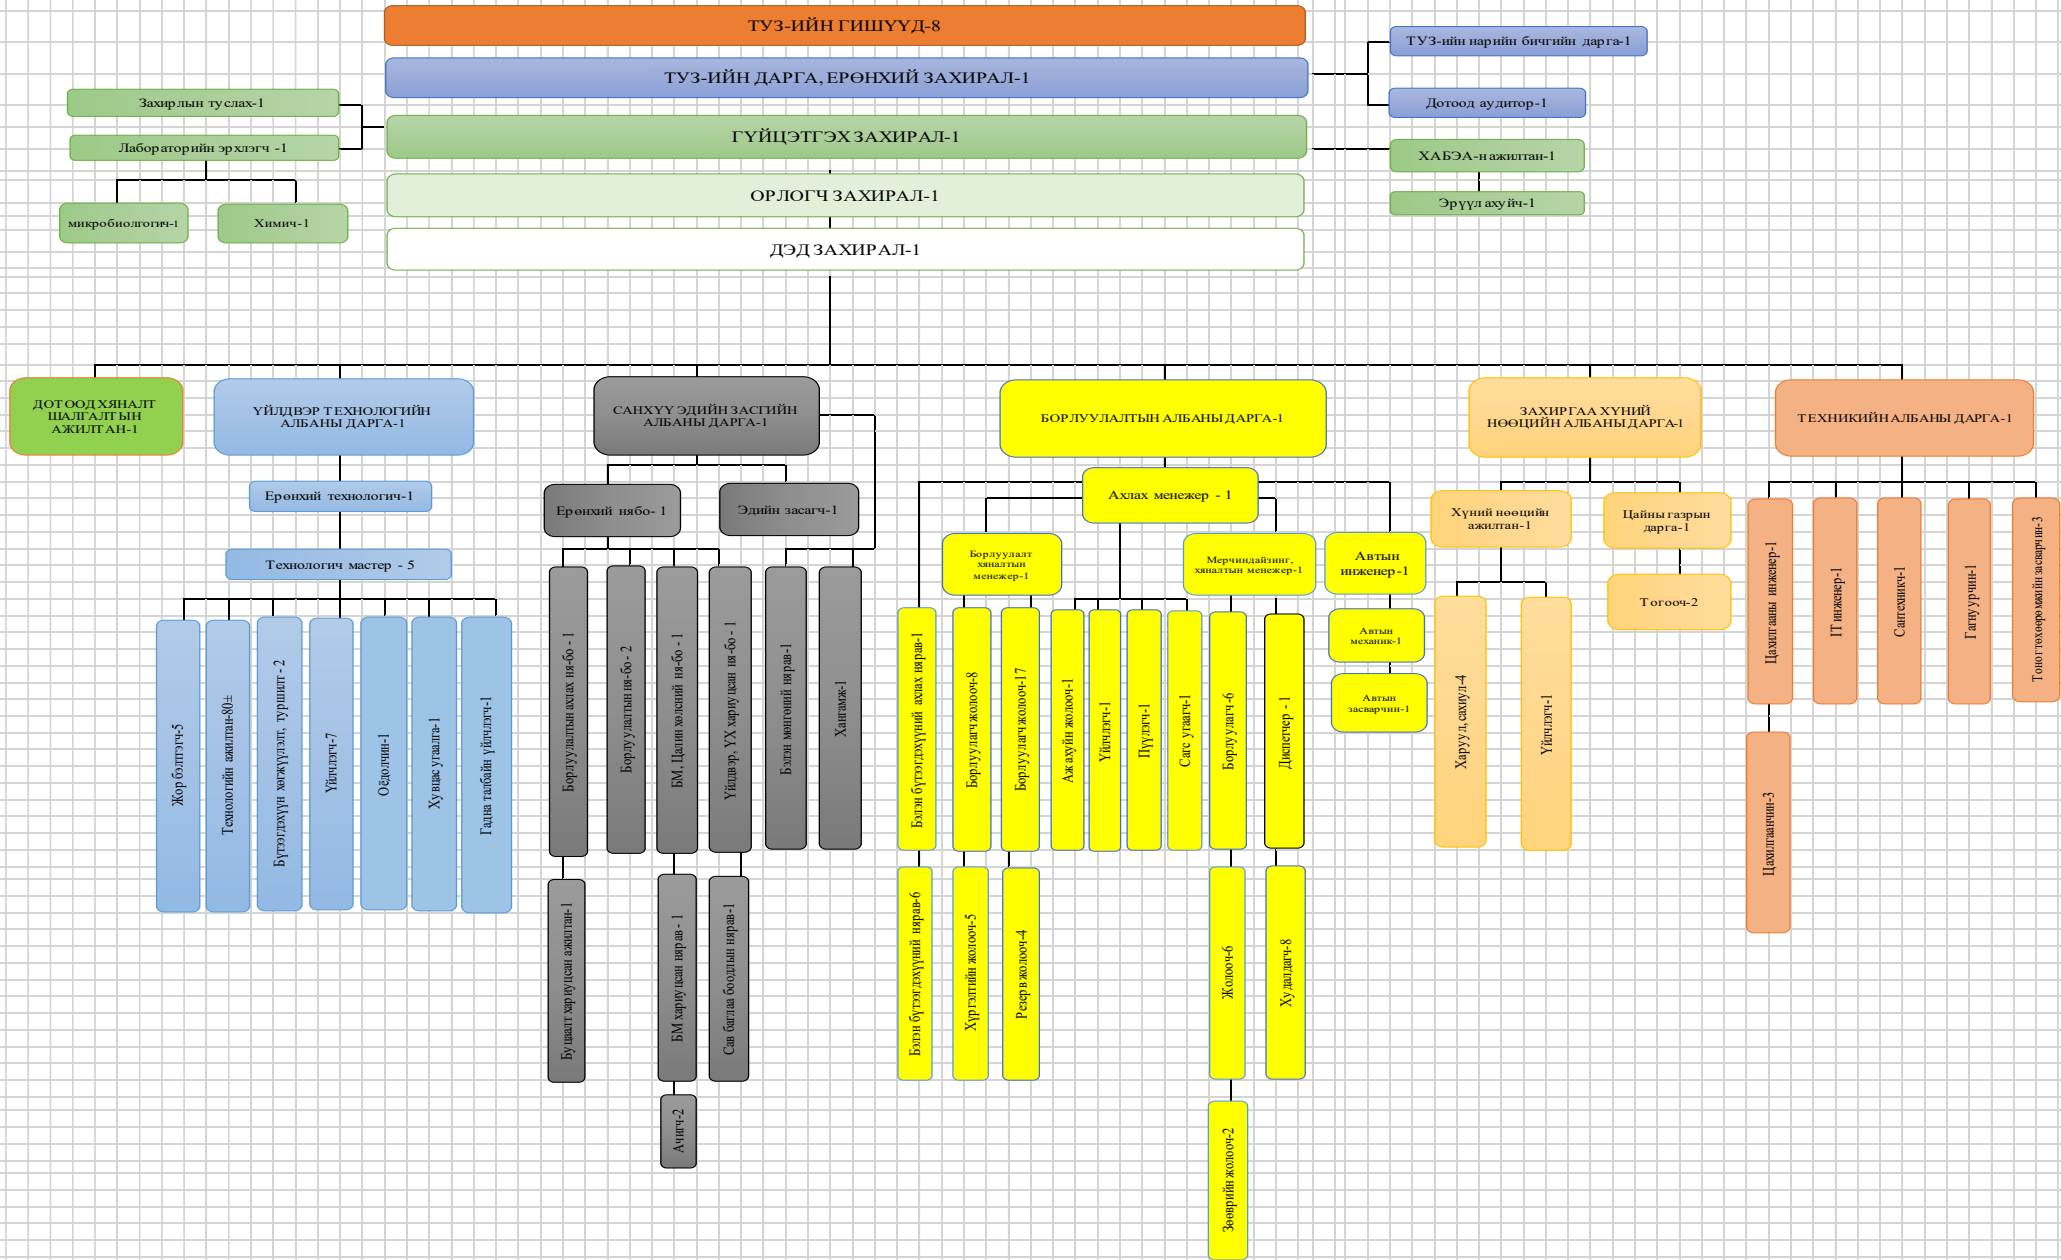 ТУЗ-ИЙН ГИШҮҮД-8
ТУЗ-ийн нарийн бичгийн дарга-1
ТУЗ-ИЙН ДАРГА, ЕРӨНХИЙ ЗАХИРАЛ-1
Захирлын туслах-1
Дотоод аудитор-1
ГҮЙЦЭТГЭХ ЗАХИРАЛ-1
Лабораторийн эрхлэгч -1
ХАБЭА-н ажилтан-1
ОРЛОГЧ ЗАХИРАЛ-1
Эрүүл ахуйч-1
микробиолгогич-1
Химич-1
ДЭД ЗАХИРАЛ-1
ДОТООД ХЯНАЛТ
ШАЛГАЛТЫН
АЖИЛТАН-1
ҮЙЛДВЭР ТЕХНОЛОГИЙН
АЛБАНЫ ДАРГА-1
САНХҮҮ ЭДИЙН ЗАСГИЙН
АЛБАНЫ ДАРГА-1
БОРЛУУЛАЛТЫН АЛБАНЫ ДАРГА-1
ЗАХИРГАА ХҮНИЙ
НӨӨЦИЙН АЛБАНЫ ДАРГА-1
ТЕХНИКИЙН АЛБАНЫ ДАРГА-1
Ерөнхий технологич-1
Технологич мастер - 5
Жор бэлтгэгч-5
Технологийн ажилтан-80±
Бүтээгдэхүүн хөгжүүлэлт, туршилт - 2
Үйлчлэгч-7
Оёдолчин-1
Хувцас угаалга-1
Гадна талбайн үйлчлэгч-1
Ерөнхий нябо- 1
Эдийн засагч-1
Борлуулалтын ахлах ня-бо - 1
Борлуулалтын ня-бо - 2
БМ, Цалин хөлсний ня-бо - 1
Үйлдвэр, ҮХ хариуцсан ня-бо - 1
Бэлэн мөнгөний нярав-1
Хангамж-1
Буцаалт хариуцсан ажилтан-1
БМ хариуцсан нярав - 1
Сав баглаа боодлын нярав-1
Ачигч-2
Ахлах менежер - 1
Борлуулалт
хяналтын
менежер-1
Мерчиндайзинг,
хяналтын менежер-1
Автын
инженер-1
Автын
механик-1
Автын
засварчин-1
Бэлэн бүтээгдэхүүний ахлах нярав-1
Борлуулагч жолооч-8
Борлуулагч жолооч-17
Аж ахуйн жолооч-1
Үйлчлэгч-1
Пүүлэгч-1
Сагс угаагч-1
Борлуулагч-6
Диспетчер - 1
Бэлэн бүтээгдэхүүний нярав-6
Хүргэлтийн жолооч-5
Резерв жолооч-4
Жолооч-6
Худалдагч-8
Зөөврийн жолооч-2
Хүний нөөцийн
ажилтан-1
Цайны газрын
дарга-1
Тогооч-2
Харуул, сахиул-4
Үйлчлэгч-1
Цахилгааны инженер-1
IT инженер-1
Сантехникч-1
Гагнуурчин-1
Тоног төхөөрөмжийн засварчин-3
Цахилгаанчин-3